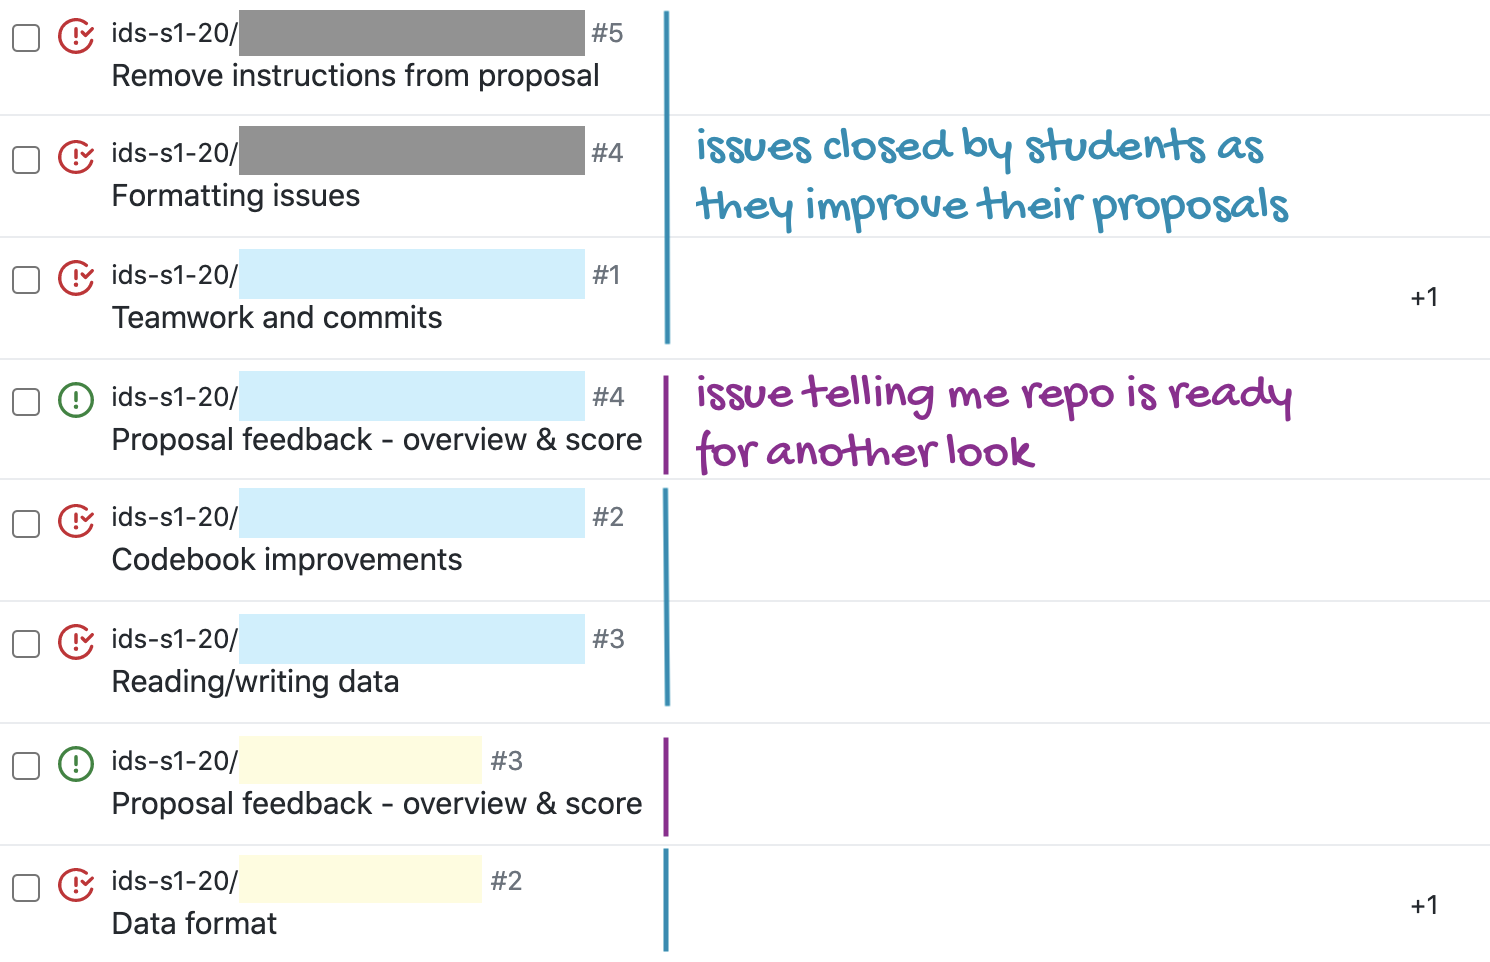 ids-s1-20/ #5
Remove instructions from proposal
ids-s1-20/ #4
Formatting issues
issues closed by students as
they improve their proposals
ids-s1-20/ #1
Teamwork and commits
+1
ids-s1-20/ #4
Proposal feedback - overview & score
issue telling me repo is ready
for another look
ids-s1-20/ #2
Codebook improvements
ids-s1-20/ #3
Reading/writing data
ids-s1-20/ #3
Proposal feedback - overview & score
ids-s1-20/ #2
Data format
+1